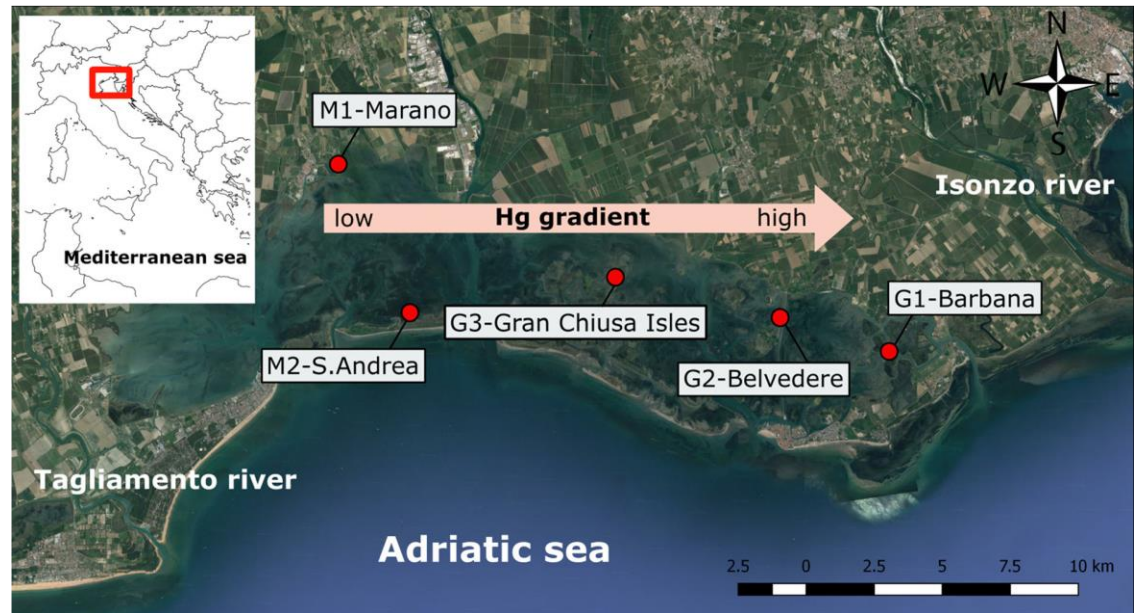 N
W E
S
M1-Marano
Isonzo river
low Hg gradient high
Mediterranean sea
G1-Barbana
G3-Gran Chiusa Isles
M2-S.Andrea
G2-Belvedere
Tagliamento river
Adriatic sea
2.5 0 2.5 5 7.5 10 km